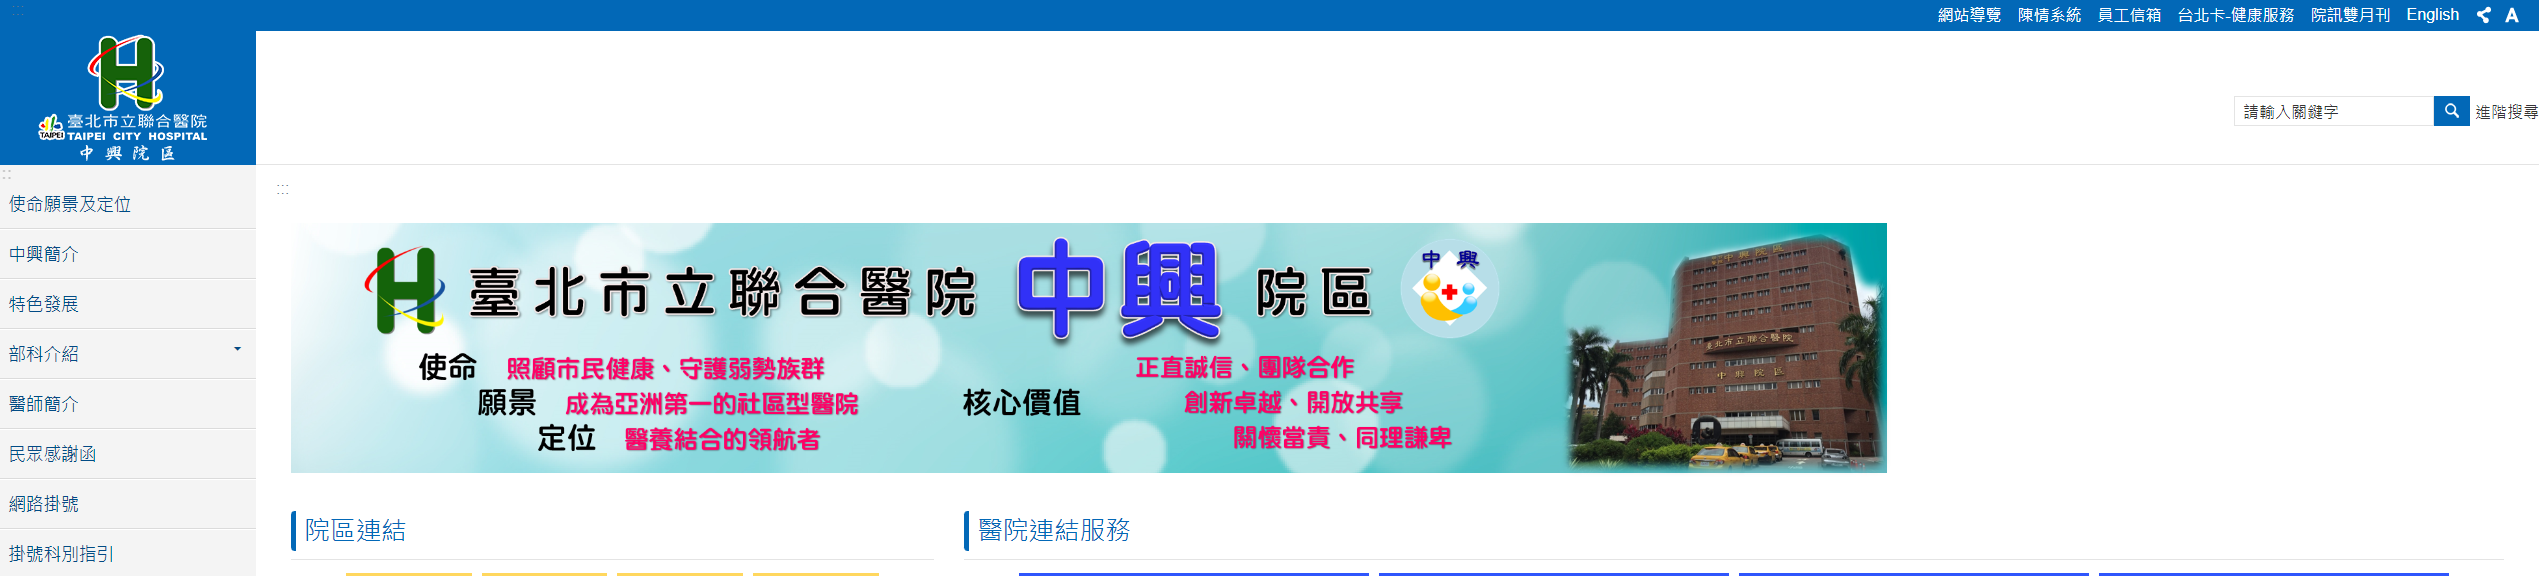 網站導覽 陳情系統 員工信箱 台北卡-健康服務 院訊雙月刊 English A
H
TAIPEI 臺北市立聯合醫院
TAIPEI CITY HOSPITAL
中興院區
請輸入關鍵字 進階搜尋
使命願景及定位
中興簡介
特色發展
部科介紹
醫師簡介
民眾感謝函
網路掛號
掛號科別指引
H 臺北市立聯合醫院 中興 院區
中興
使命 照顧市民健康、守護弱勢族群
願景 成為亞洲第一的社區型醫院
定位 醫養結合的領航者
核心價值
正直誠信、團隊合作
創新卓越、開放共享
關懷當責、同理謙卑
中興院區
臺北市立聯合醫院
中興院區
院區連結
醫院連結服務